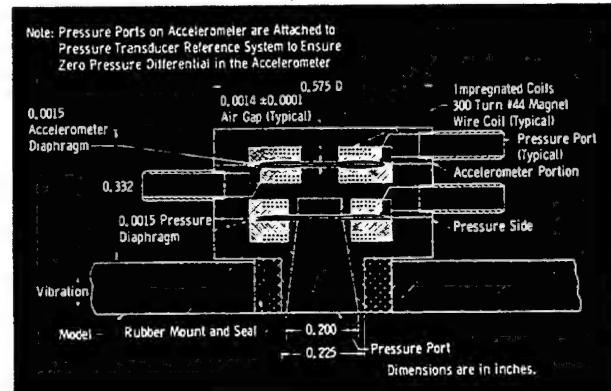 Note: Pressure Ports on Accelerometer are Attached to
Pressure Transducer Reference System to Ensure
Zero Pressure Differential in the Accelerometer
0.575 D
0.0014 ±0.0001
Air Gap (Typical)
Impregnated Coils
300 Turn #44 Magnet
Wire Coil (Typical)
0.0015
Accelerometer
Diaphragm
Pressure Port
(Typical)
Accelerometer Portion
0.332
0.0015 Pressure
Diaphragm
Pressure Side
Vibration
Model
Rubber Mount and Seal
0.200
0.225
Pressure Port
Dimensions are in inches.